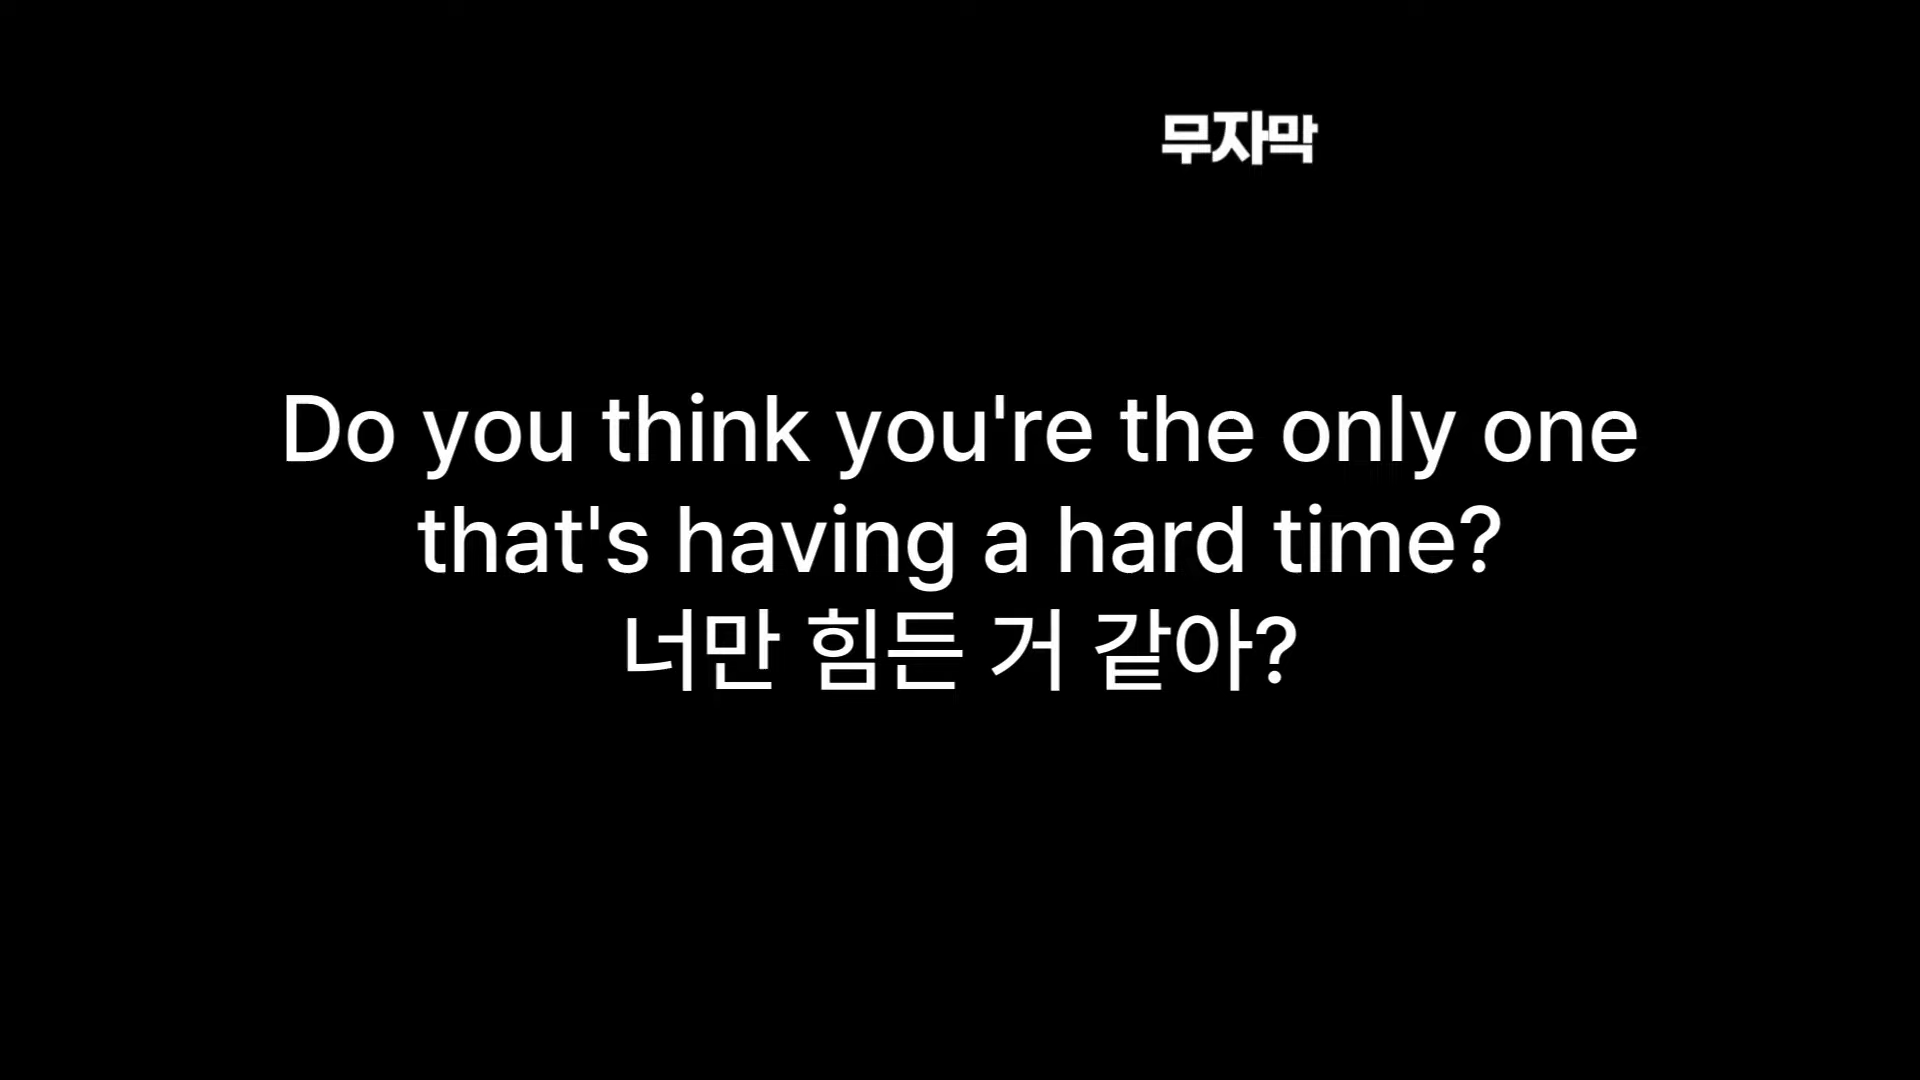 무자막
Do you think you're the only one
that's having a hard time?
너만 힘든 거 같아?